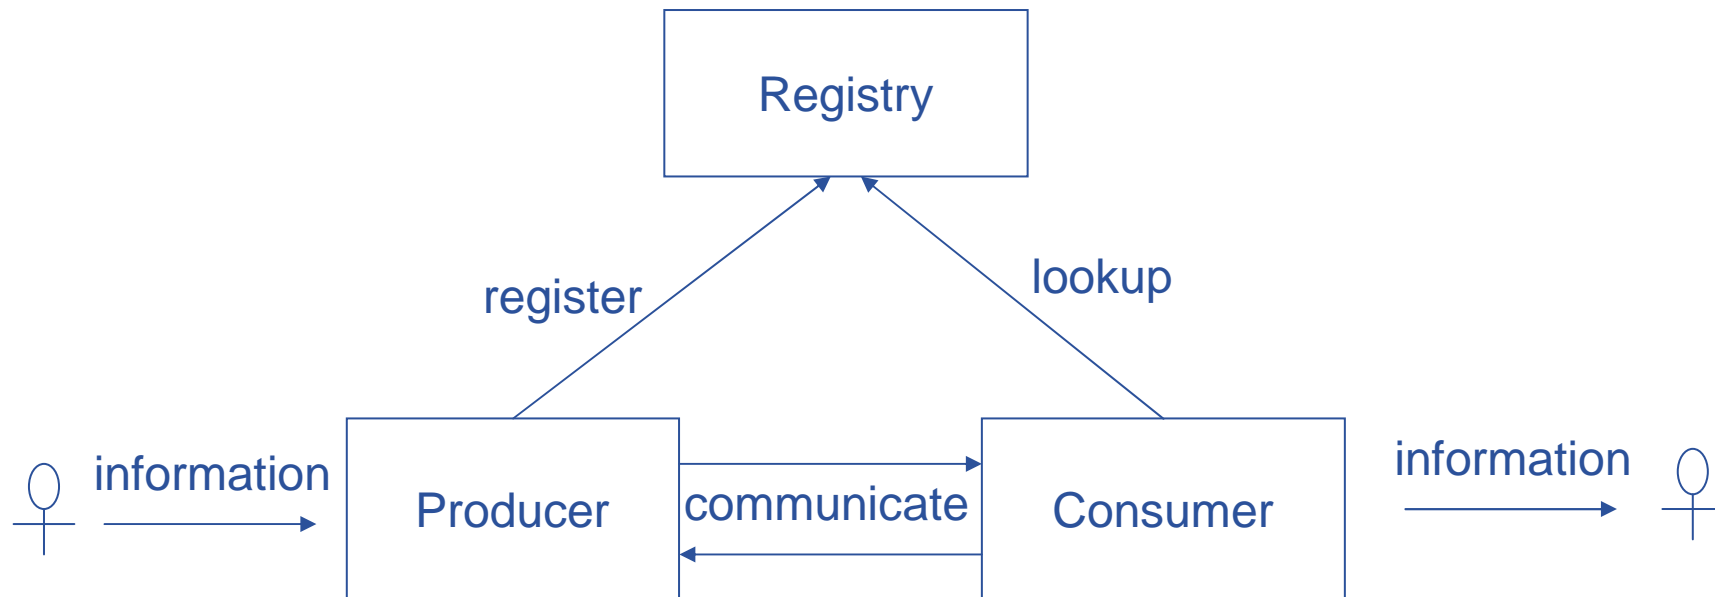 Registry
register
lookup
information
Producer
communicate
Consumer
information